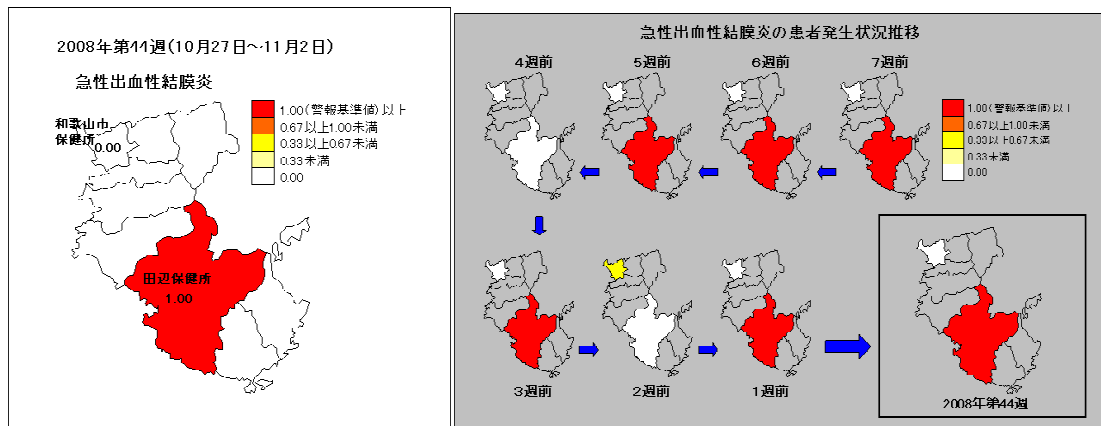 2008年第44週(10月27日～11月2日)
急性出血性結膜炎
1.00(警報基準値)以上
0.67以上1.00未満
0.33以上0.67未満
0.33未満
0.00
和歌山市
保健所
0.00
田辺保健所
1.00
急性出血性結膜炎の患者発生状況推移
4週前
5週前
6週前
7週前
1.00(警報基準値)以上
0.67以上1.00未満
0.33以上0.67未満
0.33未満
0.00
3週前
2週前
1週前
2008年第44週